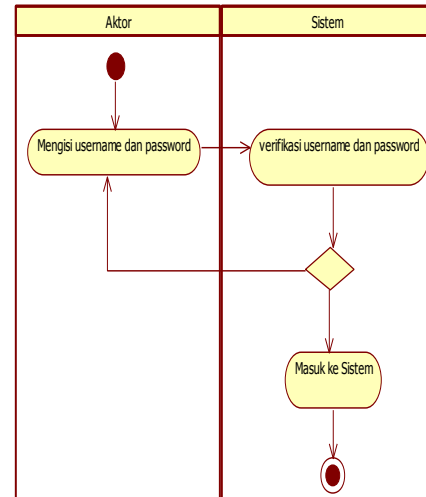 Aktor
Sistem
Mengisi username dan password
verifikasi username dan password
Masuk ke Sistem